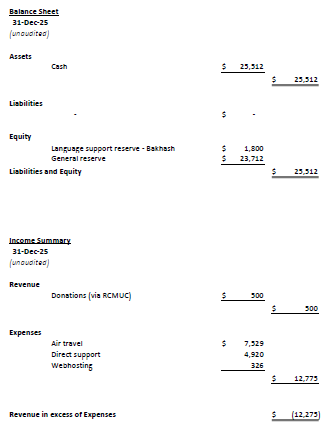 Balance Sheet
31-Dec-25
(unaudited)
Assets
Cash $ 25,512
$ 25,512
Liabilities
- $ -
Equity
Language support reserve - Bakhash $ 1,800
General reserve $ 23,712
Liabilities and Equity $ 25,512
Income Summary
31-Dec-25
(unaudited)
Revenue
Donations (via RCMUC) $ 500
$ 500
Expenses
Air travel $ 7,529
Direct support 4,920
Webhosting 326
$ 12,775
Revenue in excess of Expenses $ (12,275)